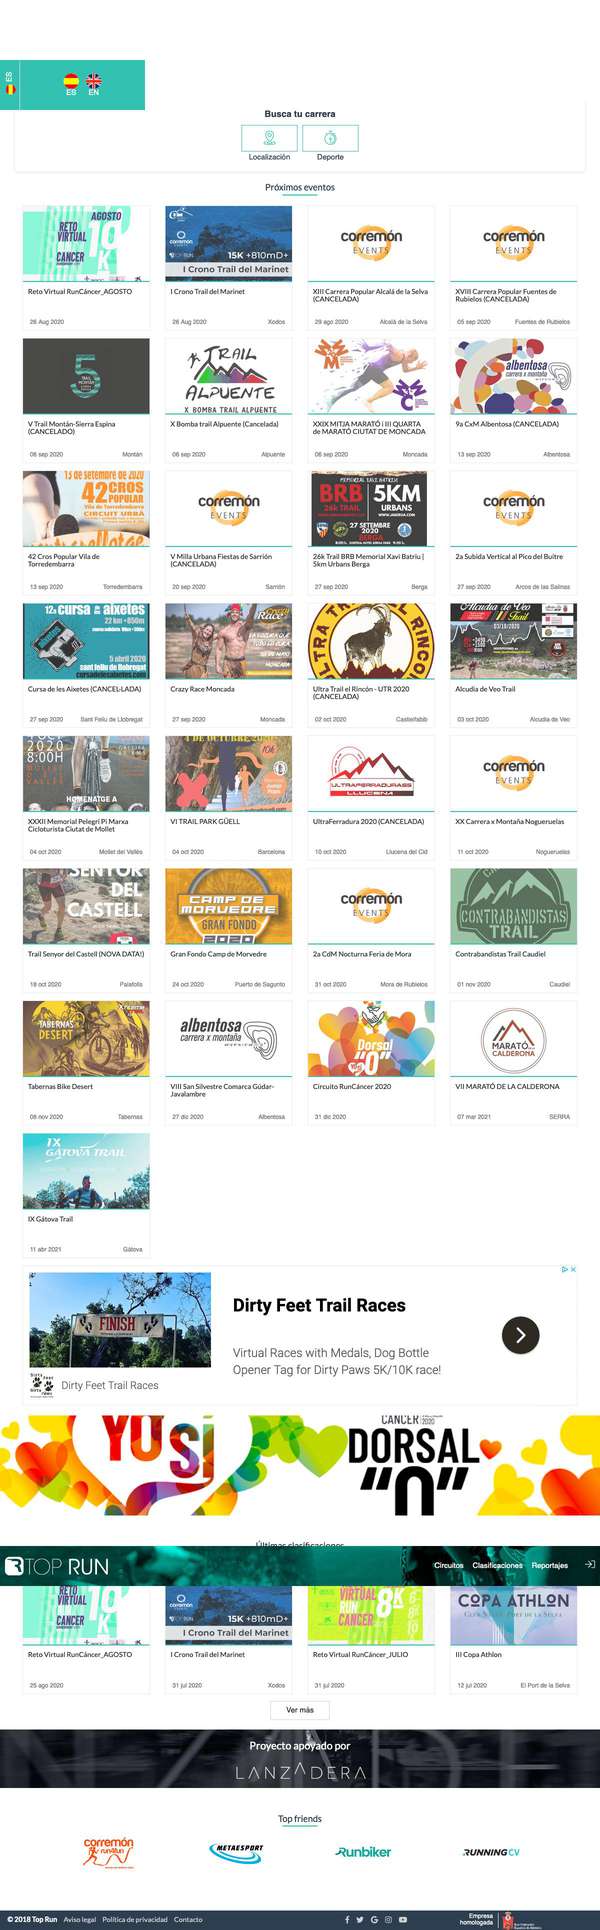 ES
ES EN
Busca tu carrera
Localización Deporte
Próximos eventos
AGOSTO
RETO
VIRTUAL
RUN
CANCER
10K
15K +810mD+
I Crono Trail del Marinet
corremón
EVENTS
corremón
EVENTS
Reto Virtual RunCáncer_AGOSTO
26 Aug 2020
I Crono Trail del Marinet
26 Aug 2020 Xodos
XIII Carrera Popular Alcalá de la Selva
(CANCELADA)
29 ago 2020 Alcalá de la Selva
XVIII Carrera Popular Fuentes de
Rubielos (CANCELADA)
05 sep 2020 Fuentes de Rubielos
5
TRAIL
ALPUENTE
X BOMBA TRAIL ALPUENTE
albentosa
carrera x montaña
V Trail Montán-Sierra Espina
(CANCELADO)
06 sep 2020 Montán
X Bomba trail Alpuente (Cancelada)
06 sep 2020 Alpuente
XXIX MITJA MARATÓ i III QUARTA
de MARATÓ CIUTAT DE MONCADA
06 sep 2020 Moncada
9a CxM Albentosa (CANCELADA)
13 sep 2020 Albentosa
13 de setembre de 2020
42 CROS
POPULAR
Vila de Torredembarra
CIRCUIT URBÀ
corremón
EVENTS
BRB
26k TRAIL
5KM
URBANS
27 SETEMBRE 2020
BERGA
corremón
EVENTS
42 Cros Popular Vila de
Torredembarra
13 sep 2020 Torredembarra
V Milla Urbana Fiestas de Sarrión
(CANCELADA)
20 sep 2020 Sarrión
26k Trail BRB Memorial Xavi Batriu |
5km Urbans Berga
27 sep 2020 Berga
2a Subida Vertical al Pico del Buitre
27 sep 2020 Arcos de las Salinas
12a cursa de les aixetes
22 km +850m
5 abril 2020
sant feliu de llobregat
cursadelesaixetes.com
Crazy Race
ULTRA TRAIL EL RINCON
Alcudia de Veo
Trail
Cursa de les Aixetes (CANCEL·LADA)
27 sep 2020 Sant Feliu de Llobregat
Crazy Race Moncada
27 sep 2020 Moncada
Ultra Trail el Rincón - UTR 2020
(CANCELADA)
02 oct 2020 Castielfabib
Alcudia de Veo Trail
03 oct 2020 Alcudia de Veo
2020
8:00H
HOMENATGE A
4 DE OCTUBRE 2020
10k
ULTRAFERRADURA55
LLUCENA
corremón
EVENTS
XXXII Memorial Pelegrí Pi Marxa
Cicloturista Ciutat de Mollet
04 oct 2020 Mollet del Vallès
VI TRAIL PARK GÜELL
04 oct 2020 Barcelona
UltraFerradura 2020 (CANCELADA)
10 oct 2020 Llucena del Cid
XX Carrera x Montaña Nogueruelas
11 oct 2020 Nogueruelas
SENYOR
DEL
CASTELL
CAMP DE
MORVEDRE
GRAN FONDO
2020
corremón
EVENTS
CONTRABANDISTAS
TRAIL
Trail Senyor del Castell (NOVA DATA!)
18 oct 2020 Palafolls
Gran Fondo Camp de Morvedre
24 oct 2020 Puerto de Sagunto
2a CdM Nocturna Feria de Mora
31 oct 2020 Mora de Rubielos
Contrabandistas Trail Caudiel
01 nov 2020 Caudiel
TABERNAS
DESERT
albentosa
carrera x montaña
Dorsal
"0"
MARATÓ
CALDERONA
Tabernas Bike Desert
08 nov 2020 Tabernas
VIII San Silvestre Comarca Gúdar-
Javalambre
27 dic 2020 Albentosa
Circuito RunCáncer 2020
31 dic 2020
VII MARATÓ DE LA CALDERONA
07 mar 2021 SERRA
IX
GÁTOVA TRAIL
IX Gátova Trail
11 abr 2021 Gátova
FINISH
Dirty Feet Trail Races
Virtual Races with Medals, Dog Bottle
Opener Tag for Dirty Paws 5K/10K race!
Dirty Feet Trail Races
YO SÍ
CANCER 2020
DORSAL
"0"
Últimas clasificaciones
TOP RUN
Circuitos Clasificaciones Reportajes
RETO
VIRTUAL
RUN
CANCER
15K +810mD+
I Crono Trail del Marinet
VIRTUAL
RUN
CANCER
8K
COPA ATHLON
Reto Virtual RunCáncer_AGOSTO
25 ago 2020
I Crono Trail del Marinet
31 jul 2020 Xodos
Reto Virtual RunCáncer_JULIO
31 jul 2020
III Copa Athlon
12 jul 2020 El Port de la Selva
Ver más
Proyecto apoyado por
LANZADERA
Top friends
corremón
run4fun
METAESPORT
Runbiker
RUNNINGCV
© 2018 Top Run Aviso legal Política de privacidad Contacto
Empresa
homologada